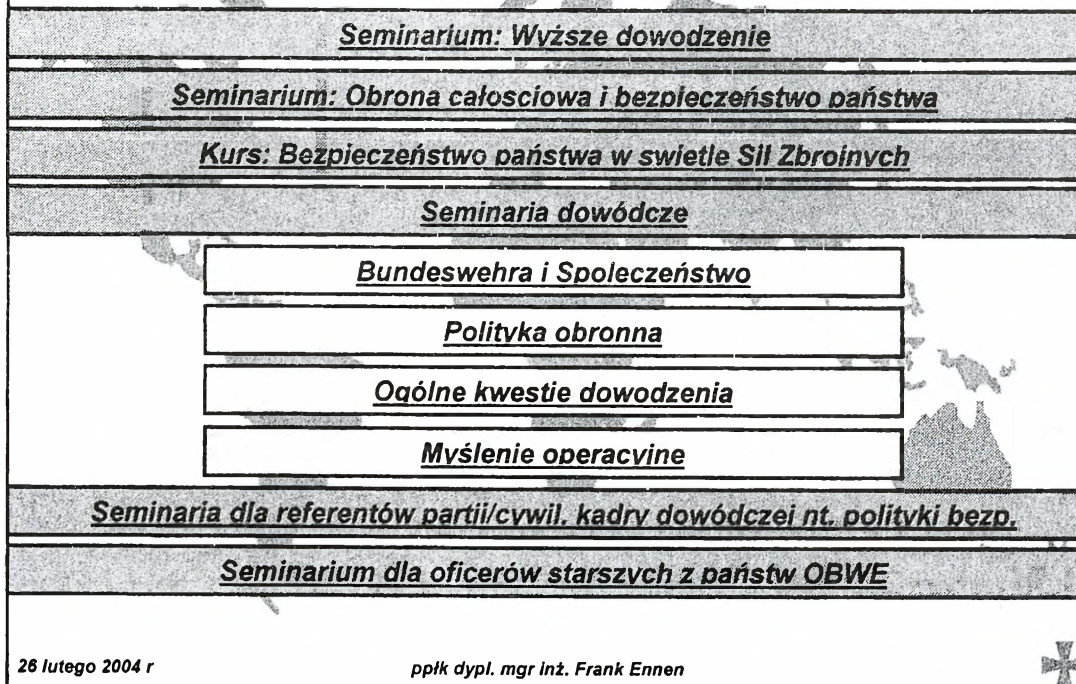 Seminarium: Wyższe dowodzenie
Seminarium: Obrona całosciowa i bezpieczeństwo państwa
Kurs: Bezpieczeństwo państwa w swietle Sił Zbrojnych
Seminaria dowódcze
Bundeswehra i Społeczeństwo
Polityka obronna
Ogólne kwestie dowodzenia
Myślenie operacyjne
Seminaria dla referentów partii/cywil. kadry dowódczej nt. polityki bezp.
Seminarium dla oficerów starszych z państw OBWE
26 lutego 2004 r
ppłk dypl. mgr inż. Frank Ennen